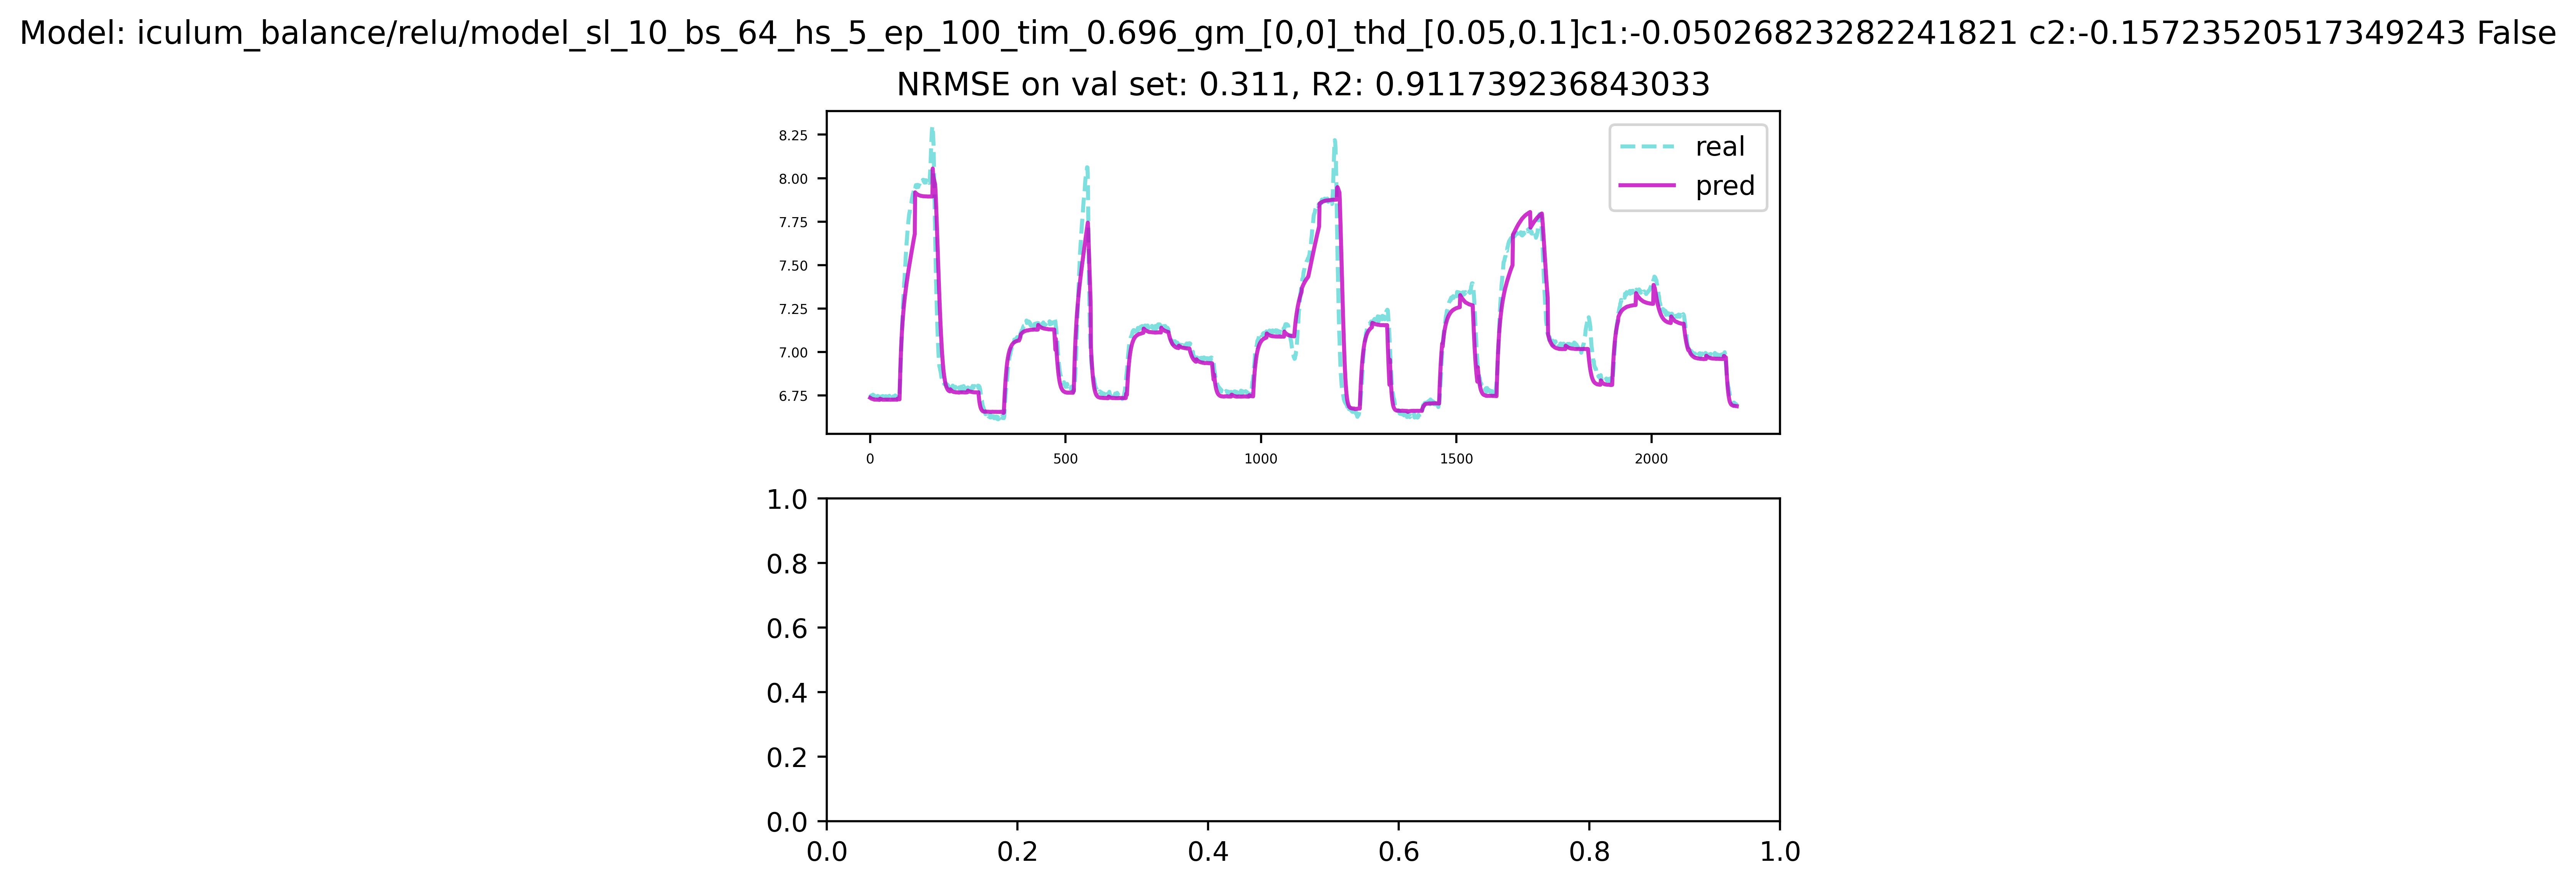 Model: iculum_balance/relu/model_sl_10_bs_64_hs_5_ep_100_tim_0.696_gm_[0,0]_thd_[0.05,0.1]c1:-0.05026823282241821 c2:-0.15723520517349243 False
NRMSE on val set: 0.311, R2: 0.911739236843033
8.25
8.00
7.75
7.50
7.25
7.00
6.75
real
pred
0 500 1000 1500 2000
1.0
0.8
0.6
0.4
0.2
0.0
0.0 0.2 0.4 0.6 0.8 1.0